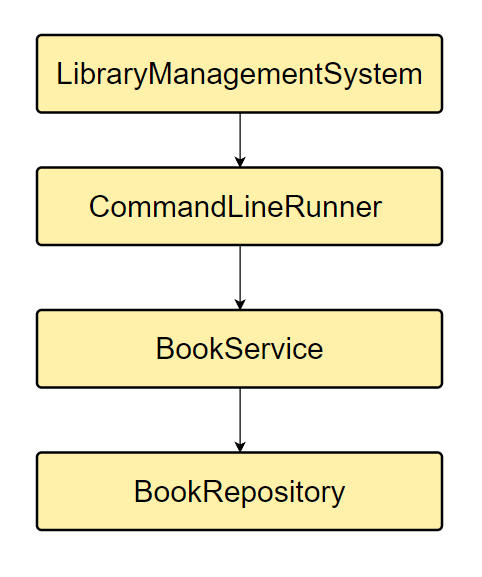 LibraryManagementSystem
CommandLineRunner
BookService
BookRepository